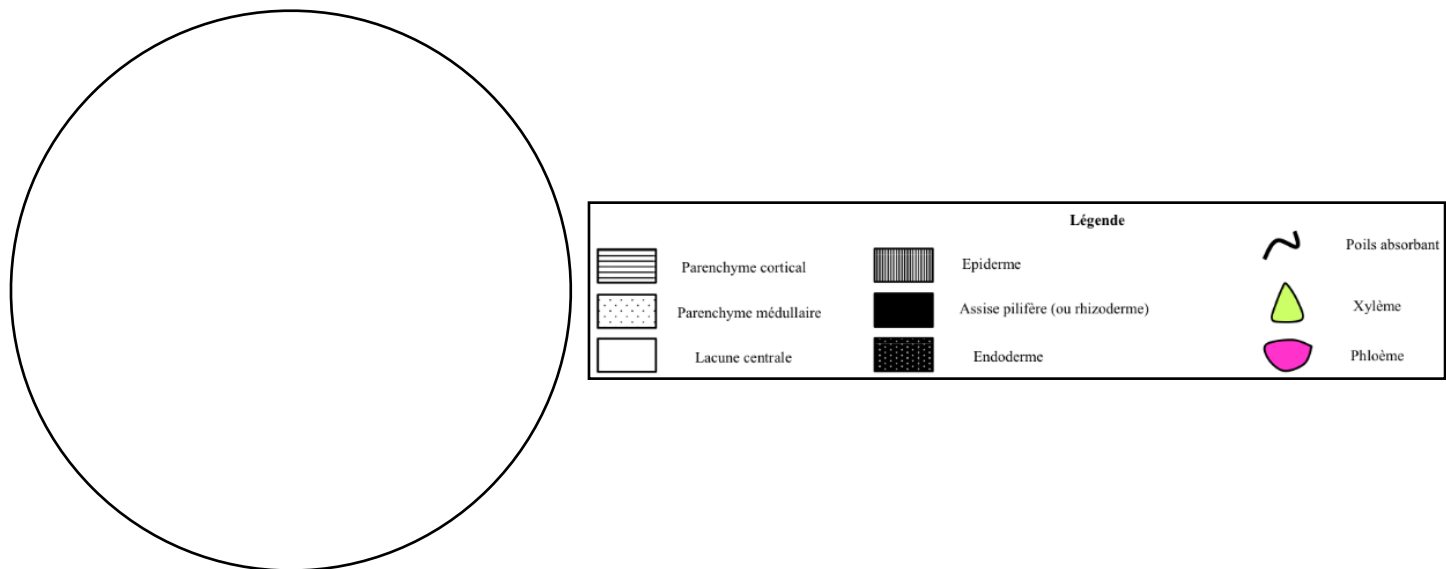 Légende
Parenchyme cortical
Parenchyme médullaire
Lacune centrale
Epiderme
Assise pilifère (ou rhizoderme)
Endoderme
Poils absorbant
Xylème
Phloème